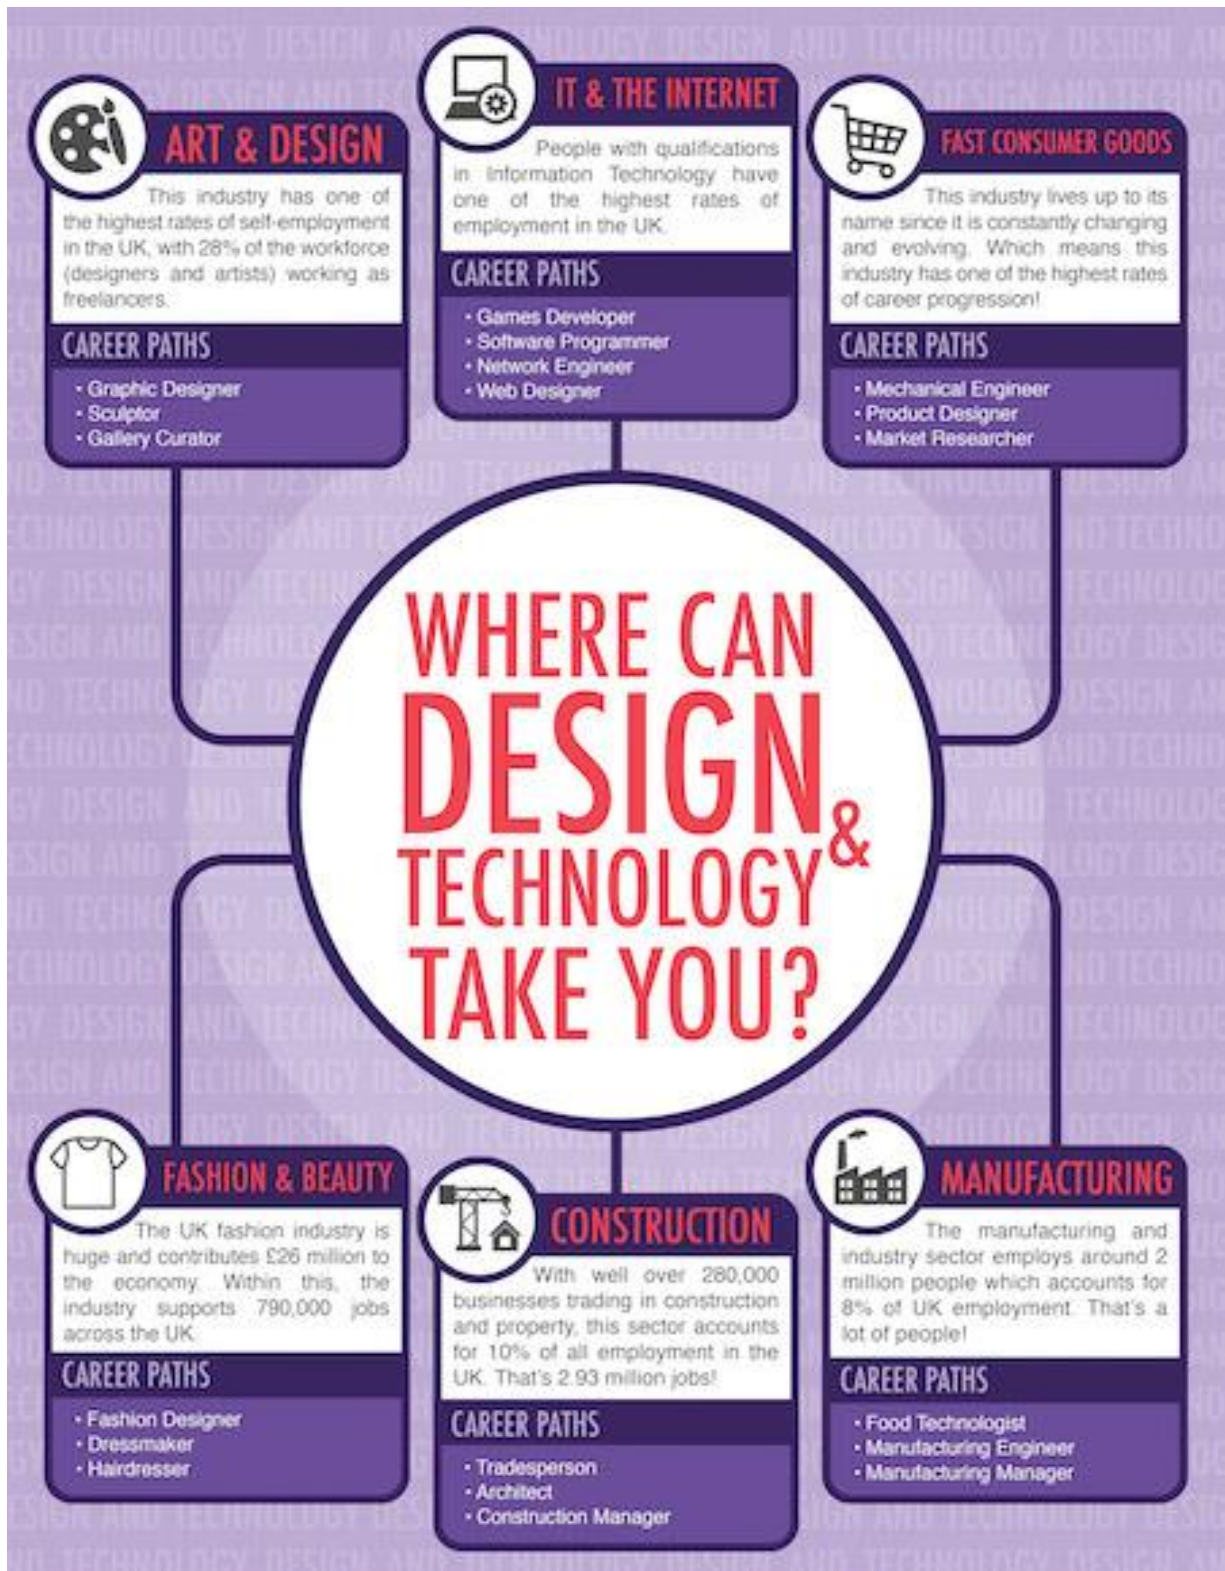 ART & DESIGN
This industry has one of
the highest rates of self-employment
in the UK, with 28% of the workforce
(designers and artists) working as
freelancers.
CAREER PATHS
• Graphic Designer
• Sculptor
• Gallery Curator
IT & THE INTERNET
People with qualifications
in Information Technology have
one of the highest rates of
employment in the UK.
CAREER PATHS
• Games Developer
• Software Programmer
• Network Engineer
• Web Designer
FAST CONSUMER GOODS
This industry lives up to its
name since it is constantly changing
and evolving. Which means this
industry has one of the highest rates
of career progression!
CAREER PATHS
• Mechanical Engineer
• Product Designer
• Market Researcher
WHERE CAN
DESIGN
&
TECHNOLOGY
TAKE YOU?
FASHION & BEAUTY
The UK fashion industry is
huge and contributes £26 million to
the economy. Within this, the
industry supports 790,000 jobs
across the UK.
CAREER PATHS
• Fashion Designer
• Dressmaker
• Hairdresser
CONSTRUCTION
With well over 280,000
businesses trading in construction
and property, this sector accounts
for 10% of all employment in the
UK. That's 2.93 million jobs!
CAREER PATHS
• Tradesperson
• Architect
• Construction Manager
MANUFACTURING
The manufacturing and
industry sector employs around 2
million people which accounts for
8% of UK employment. That's a
lot of people!
CAREER PATHS
• Food Technologist
• Manufacturing Engineer
• Manufacturing Manager